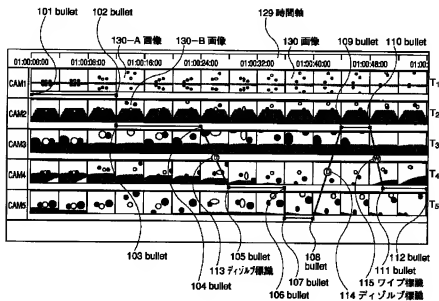 101 bullet
102 bullet
129 時間軸
130—A 画像
130—B 画像
130 画像
109 bullet
110 bullet
01:00:00:00
01:00:08:00
01:00:16:00
01:00:24:00
01:00:32:00
01:00:40:00
01:00:48:00
01:00:
CAM1
T1
CAM2
CAM3
CAM4
T4
CAM5
T5
103 bullet
104 bullet
113 ディゾルブ標識
105 bullet
106 bullet
107 bullet
108 bullet
114 ディゾルブ標識
115 ワイプ標識
111 bullet
112 bullet